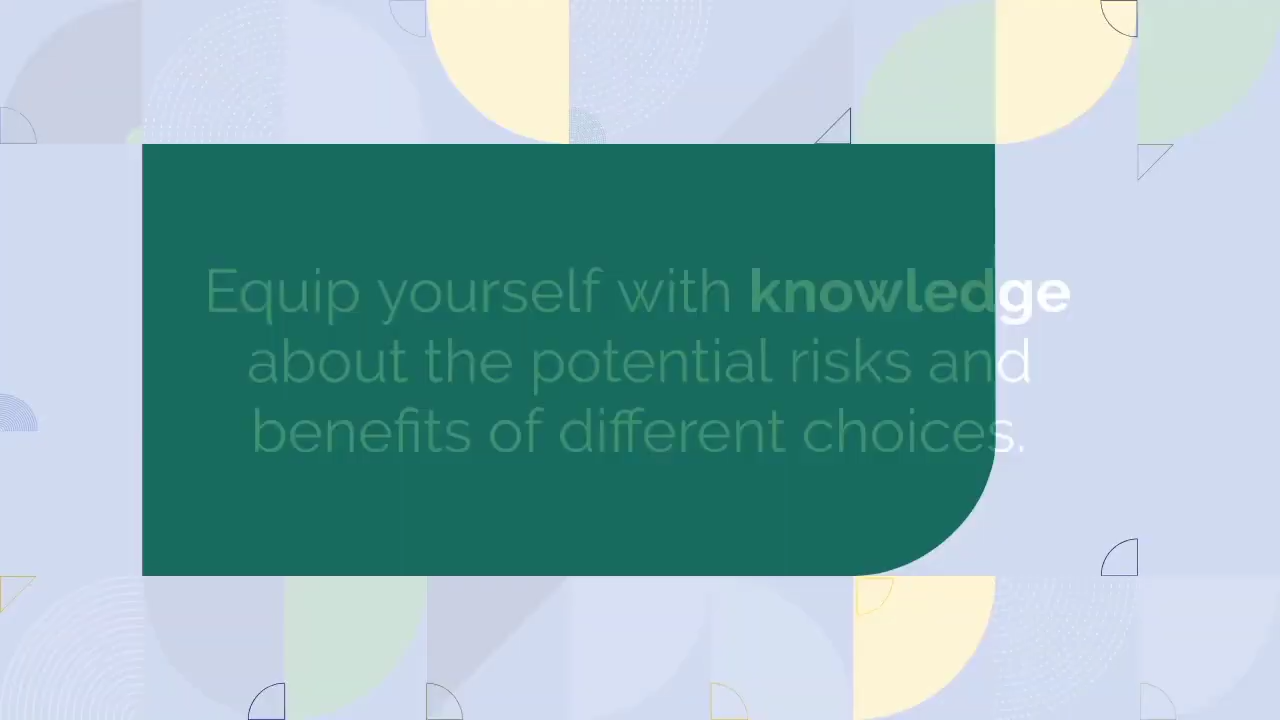 Equip yourself with knowledge
about the potential risks and
benefits of different choices.